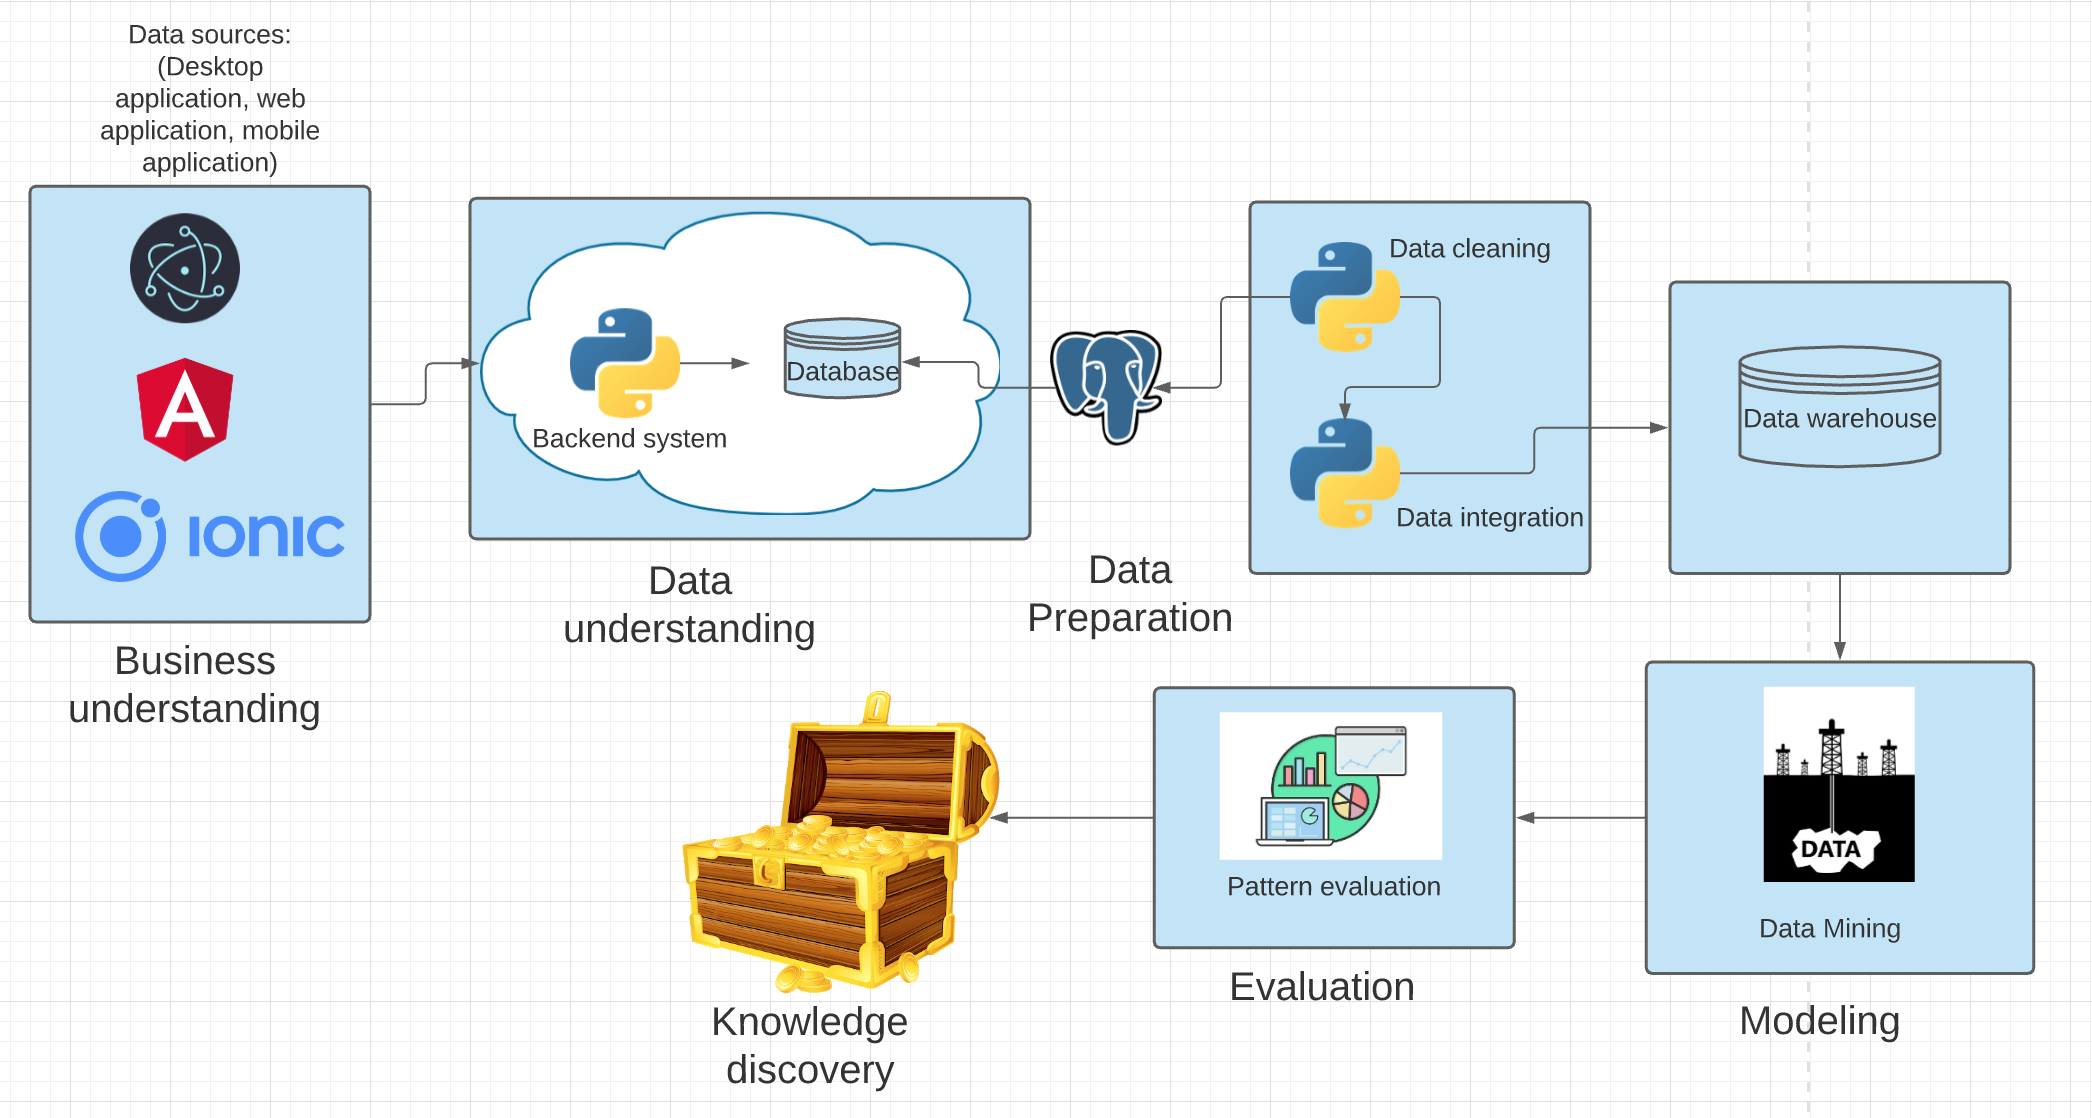 Data sources:
(Desktop
application, web
application, mobile
application)
IONIC
Business
understanding
Backend system
Database
Data
understanding
Data
Preparation
Data cleaning
Data integration
Data warehouse
DATA
Data Mining
Modeling
Pattern evaluation
Evaluation
Knowledge
discovery